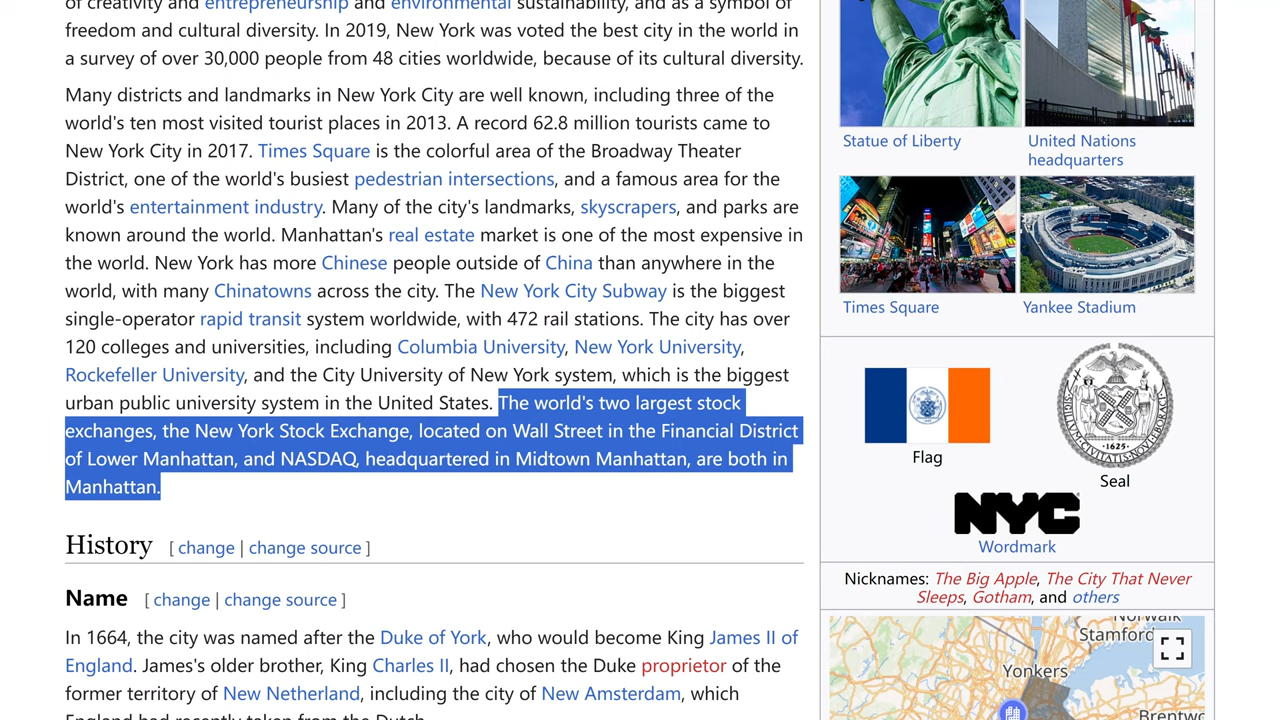 of creativity and entrepreneurship and environmental sustainability, and as a symbol of
freedom and cultural diversity. In 2019, New York was voted the best city in the world in
a survey of over 30,000 people from 48 cities worldwide, because of its cultural diversity.
Many districts and landmarks in New York City are well known, including three of the
world's ten most visited tourist places in 2013. A record 62.8 million tourists came to
New York City in 2017. Times Square is the colorful area of the Broadway Theater
District, one of the world's busiest pedestrian intersections, and a famous area for the
world's entertainment industry. Many of the city's landmarks, skyscrapers, and parks are
known around the world. Manhattan's real estate market is one of the most expensive in
the world. New York has more Chinese people outside of China than anywhere in the
world, with many Chinatowns across the city. The New York City Subway is the biggest
single-operator rapid transit system worldwide, with 472 rail stations. The city has over
120 colleges and universities, including Columbia University, New York University,
Rockefeller University, and the City University of New York system, which is the biggest
urban public university system in the United States. The world's two largest stock
exchanges, the New York Stock Exchange, located on Wall Street in the Financial District
of Lower Manhattan, and NASDAQ, headquartered in Midtown Manhattan, are both in
Manhattan.
History [ change | change source ]
Name [ change | change source ]
In 1664, the city was named after the Duke of York, who would become King James II of
England. James's older brother, King Charles II, had chosen the Duke proprietor of the
former territory of New Netherland, including the city of New Amsterdam, which
England had recently taken from the Dutch.
Statue of Liberty
United Nations
headquarters
Times Square
Yankee Stadium
Flag
SIGILLUM CIVITATIS NOVI EBORACI
1625
Seal
NYC
Wordmark
Nicknames: The Big Apple, The City That Never
Sleeps, Gotham, and others
Norwalk
Stamford
Yonkers
Brentwo